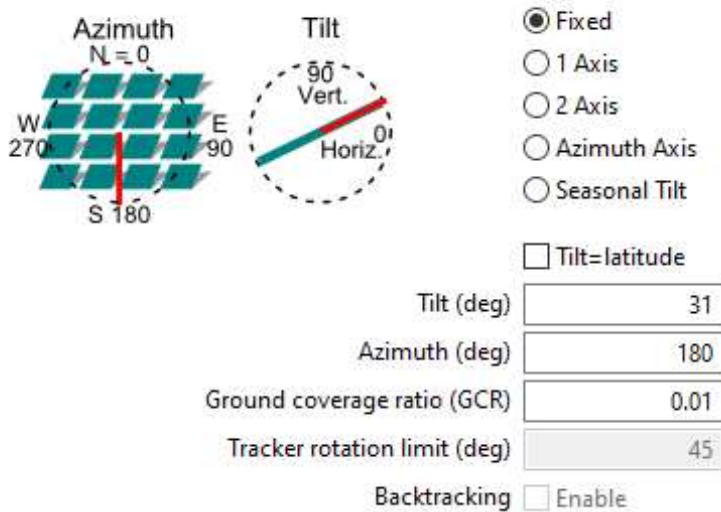 Azimuth
N = 0
W
270
E
90
S 180
Tilt
90
Vert.
0
Horiz.
Fixed
1 Axis
2 Axis
Azimuth Axis
Seasonal Tilt
Tilt=latitude
Tilt (deg) 31
Azimuth (deg) 180
Ground coverage ratio (GCR) 0.01
Tracker rotation limit (deg) 45
Backtracking Enable